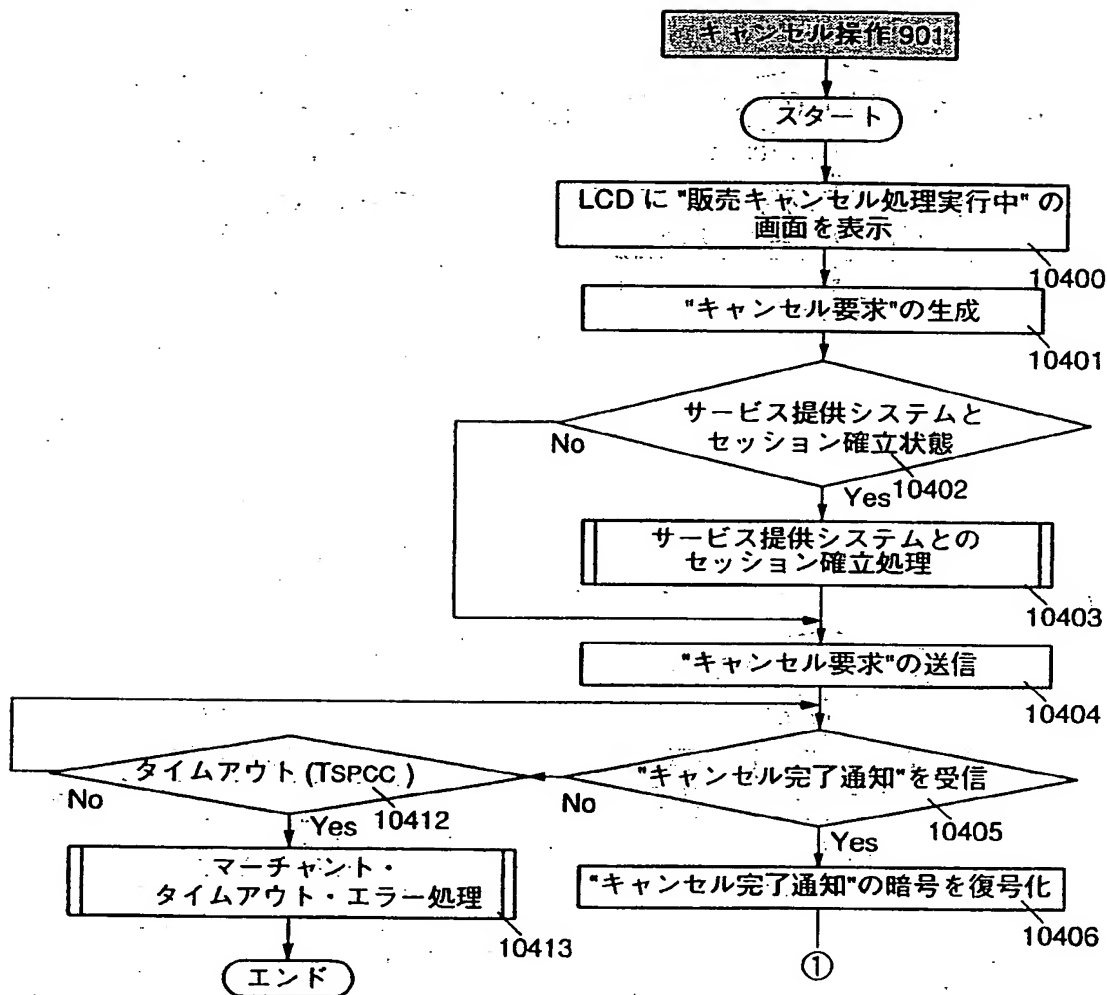 キャンセル操作 901
スタート
LCD に "販売キャンセル処理実行中" の
画面を表示
10400
"キャンセル要求"の生成
10401
サービス提供システムと
セッション確立状態
No
10402
Yes
サービス提供システムとの
セッション確立処理
10403
"キャンセル要求"の送信
10404
タイムアウト (TSPCC)
"キャンセル完了通知"を受信
No
10412
No
10405
Yes
Yes
マーチャント・
タイムアウト・エラー処理
"キャンセル完了通知"の暗号を復号化
10413
10406
エンド
①